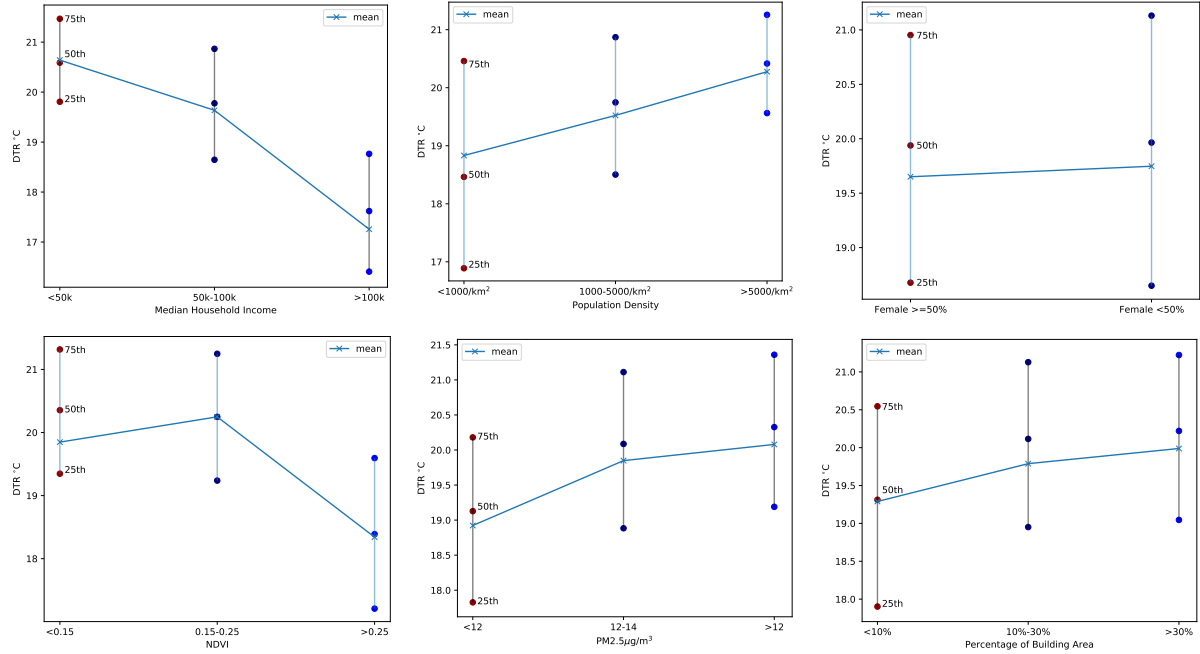 mean
75th
50th
25th
21
20
19
18
17
DTR °C
<50k
50k-100k
>100k
Median Household Income
mean
75th
50th
25th
21
20
19
18
17
DTR °C
<1000/km²
1000-5000/km²
>5000/km²
Population Density
mean
75th
50th
25th
21.0
20.5
20.0
19.5
19.0
DTR °C
Female >=50%
Female <50%
mean
75th
50th
25th
21
20
19
18
DTR °C
<0.15
0.15-0.25
>0.25
NDVI
mean
75th
50th
25th
21.5
21.0
20.5
20.0
19.5
19.0
18.5
18.0
DTR °C
<12
12-14
>12
PM2.5μg/m³
mean
75th
50th
25th
21.0
20.5
20.0
19.5
19.0
18.5
18.0
DTR °C
<10%
10%-30%
>30%
Percentage of Building Area